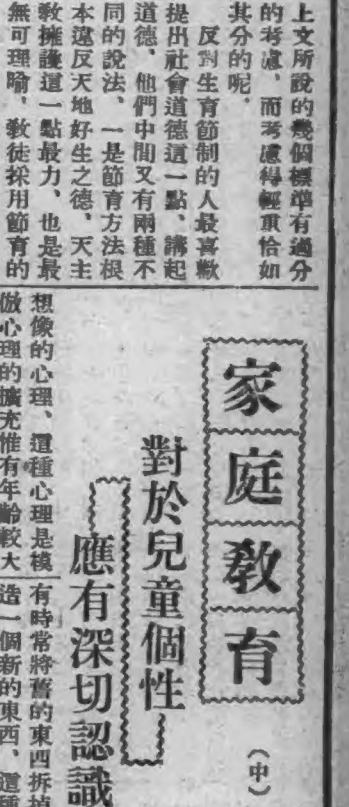 上文所說的幾個標準有過分
的考慮，而考慮得輕重恰如
其分的呢。
反對生育節制的人最喜歡
提出社會道德這一點、講起
道德、他們中間又有兩種不
同的說法、一是節育方法根
本違反天地好生之德、天主
敎擁護這一點最力、也是最
無可理喻、敎徒採用節育的
家庭敎育
（中）
對於兒童個性
應有深切認識
想像的心理、這種心理是模
倣心理的擴充惟有年齡較大
有時常將舊的東西拆掉
造一個新的東西、這種